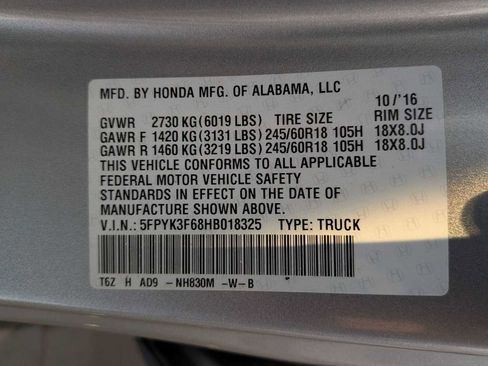 MFD. BY HONDA MFG. OF ALABAMA, LLC
10/'16
GVWR 2730 KG(6019 LBS) TIRE SIZE RIM SIZE
GAWR F 1420 KG(3131 LBS) 245/60R18 105H 18X8.0J
GAWR R 1460 KG(3219 LBS) 245/60R18 105H 18X8.0J
THIS VEHICLE CONFORMS TO ALL APPLICABLE
FEDERAL MOTOR VEHICLE SAFETY
STANDARDS IN EFFECT ON THE DATE OF
MANUFACTURE SHOWN ABOVE.
V.I.N.: 5FPYK3F68HB018325 TYPE: TRUCK
T6Z H AD9 -NH830M -W-B